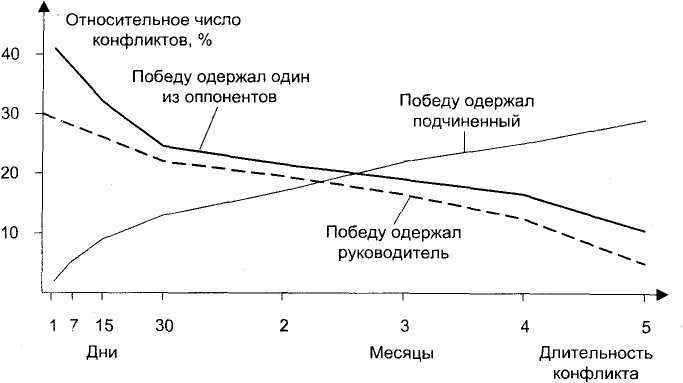 Относительное число
конфликтов, %
40
30
20
10
Победу одержал один
из оппонентов
Победу одержал
подчиненный
Победу одержал
руководитель
1 7 15 30 2 3 4 5
Дни Месяцы Длительность
конфликта